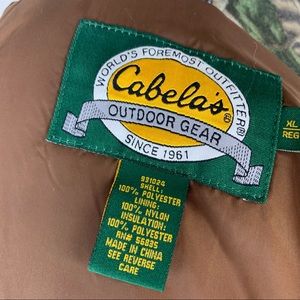 WORLD'S FOREMOST OUTFITTER®
Cabela's®
OUTDOOR GEAR
SINCE 1961
XL
REG
931024
SHELL:
100% POLYESTER
LINING:
100% NYLON
INSULATION:
100% POLYESTER
RN# 56835
MADE IN CHINA
SEE REVERSE
CARE